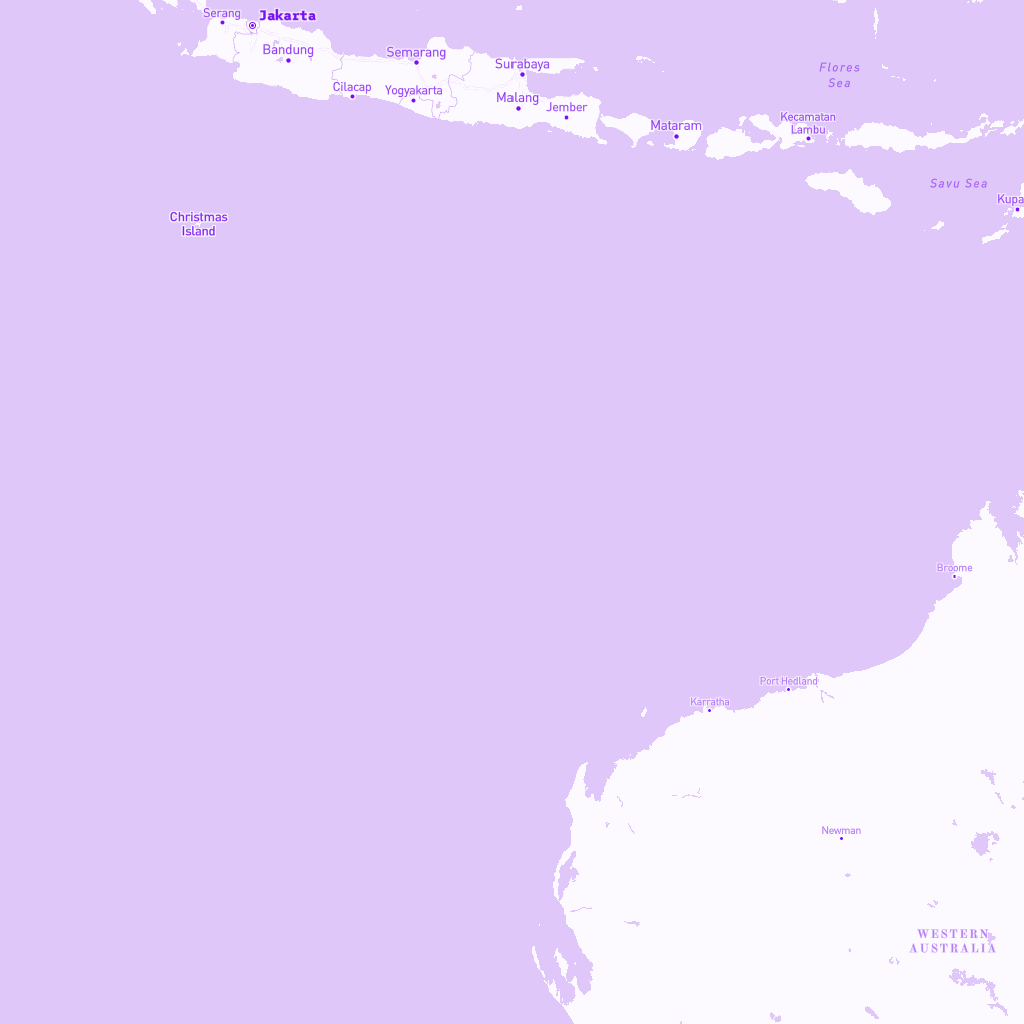 Serang
Jakarta
Bandung
Semarang
Surabaya
Flores
Sea
Cilacap
Yogyakarta
Malang
Jember
Mataram
Kecamatan
Lambu
Savu Sea
Kupa
Christmas
Island
Broome
Port Hedland
Karratha
Newman
WESTERN
AUSTRALIA